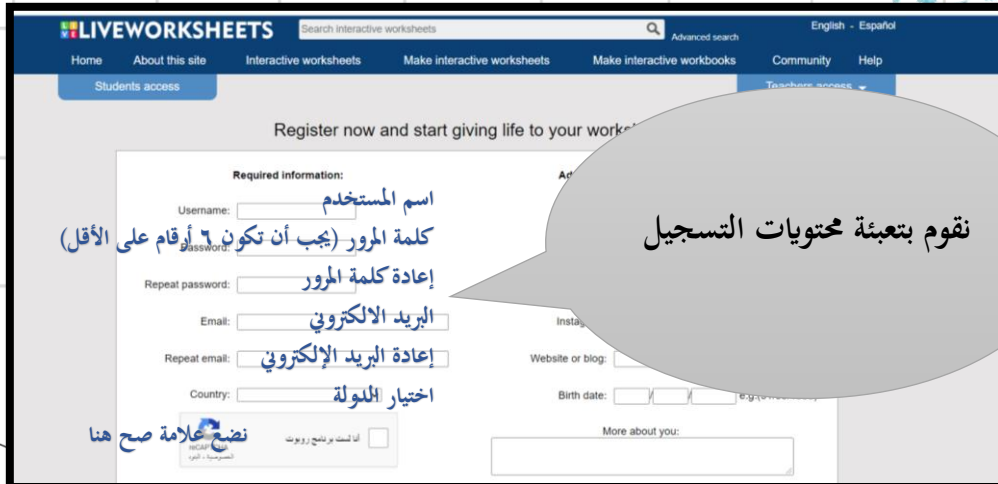 LIVEWORKSHEETS Search interactive worksheets Advanced search English - Español
Home About this site Interactive worksheets Make interactive worksheets Make interactive workbooks Community Help
Students access Teachers access
Register now and start giving life to your
Required information:
Username: اسم المستخدم
Password: كلمة المرور (يجب أن تكون ٦ أرقام على الأقل)
Repeat password: إعادة كلمة المرور
Email: البريد الالكتروني
Repeat email: إعادة البريد الإلكتروني
Country: اختيار الدولة
أنا لست برنامج روبوت
reCAPTCHA
الخصوصية - البنود
نضع علامة صح هنا
نقوم بتعبئة محتويات التسجيل
Website or blog:
Birth date: / /
More about you: